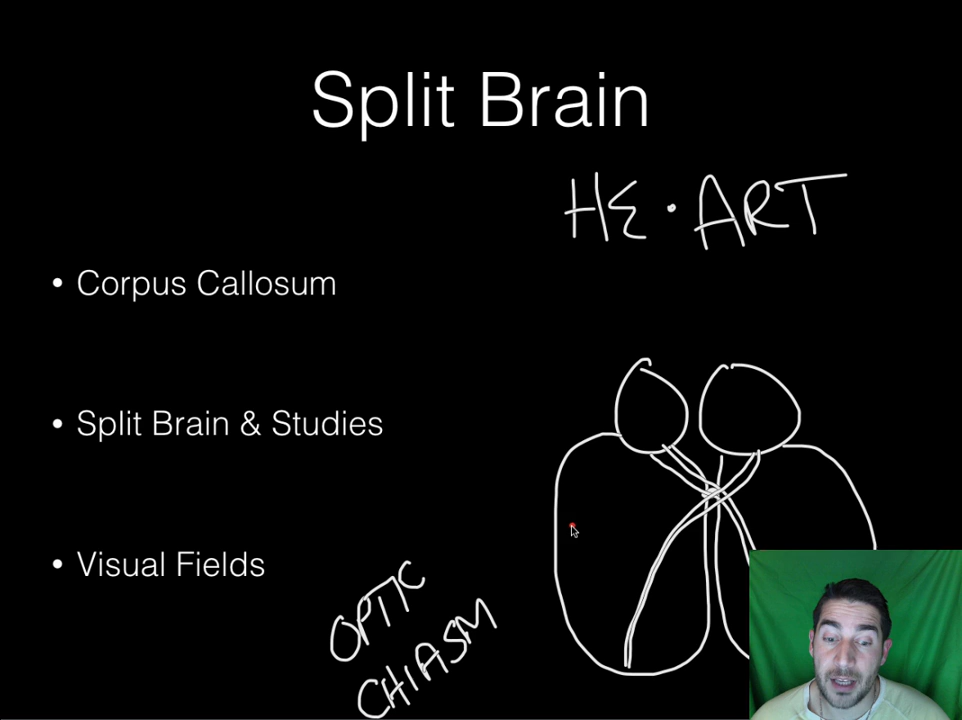 Split Brain
HE·ART
• Corpus Callosum
• Split Brain & Studies
• Visual Fields
OPTIC
CHIASM